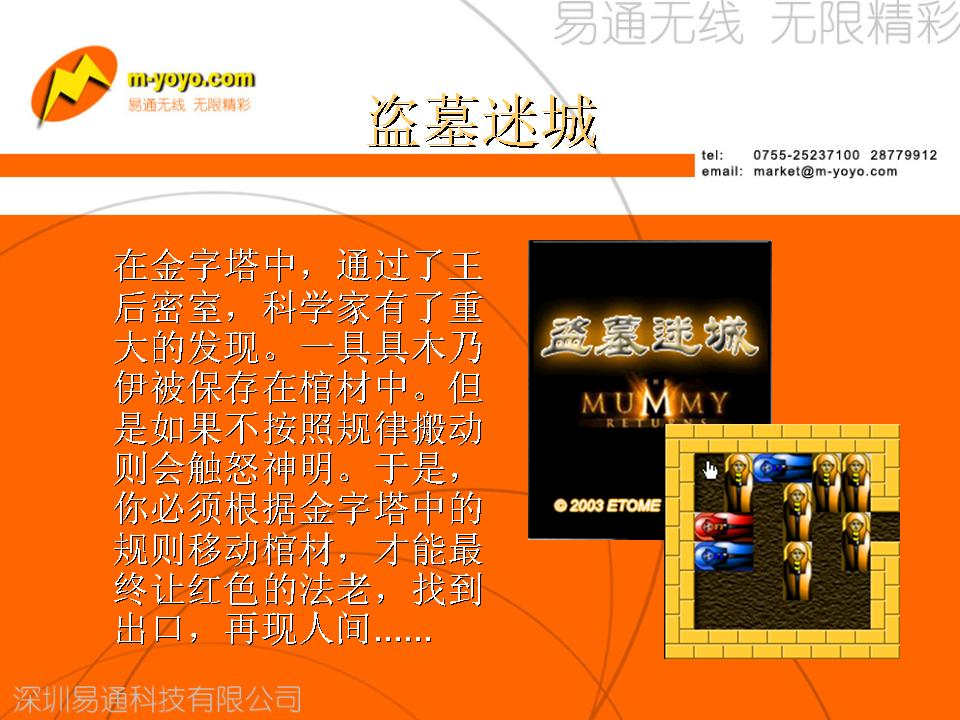 易通无线 无限精彩
m-yoyo.com
易通无线 无限精彩
盗墓迷城
tel: 0755-25237100 28779912
email: market@m-yoyo.com
在金字塔中，通过了王
后密室，科学家有了重
大的发现。一具具木乃
伊被保存在棺材中。但
是如果不按照规律搬动
则会触怒神明。于是，
你必须根据金字塔中的
规则移动棺材，才能最
终让红色的法老，找到
出口，再现人间......
盗墓迷城
THE
MUMMY
RETURNS
© 2003 ETOME
深圳易通科技有限公司